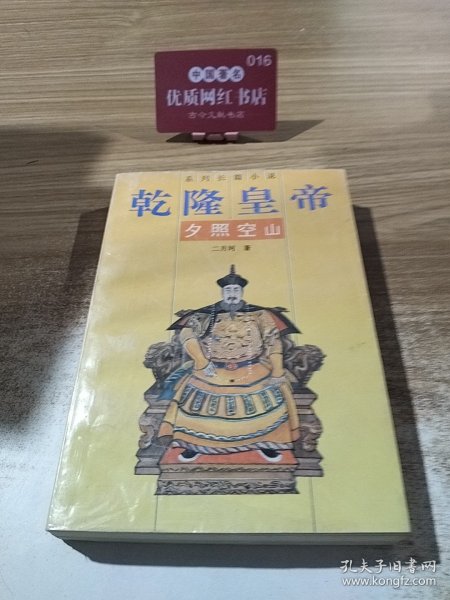 016
中国著名
优质网红书店
古今文献书店
系列长篇小说
乾隆皇帝
夕照空山
二月河 著
孔夫子旧书网
www.kongfz.com